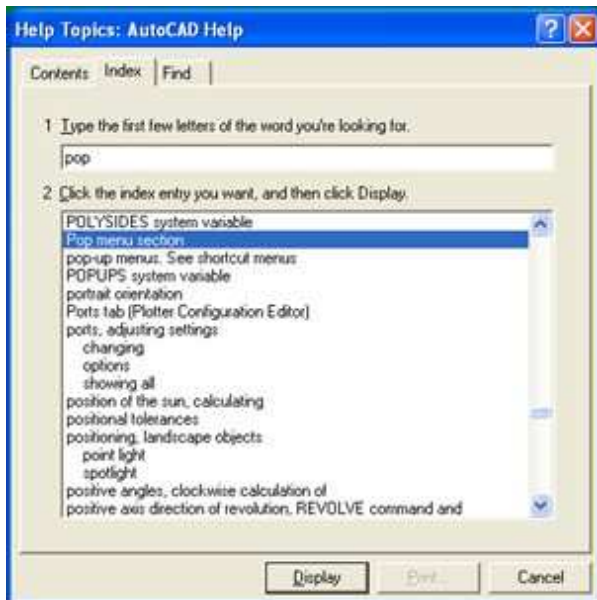 Help Topics: AutoCAD Help
Contents Index Find
1 Type the first few letters of the word you're looking for.
pop
2 Click the index entry you want, and then click Display.
POLYSIDES system variable
Pop menu section
pop-up menus. See shortcut menus
POPUPS system variable
portrait orientation
Ports tab (Plotter Configuration Editor)
ports, adjusting settings
changing
options
showing all
position of the sun, calculating
positional tolerances
positioning, landscape objects
point light
spotlight
positive angles, clockwise calculation of
positive axis direction of revolution, REVOLVE command and
Display Print... Cancel